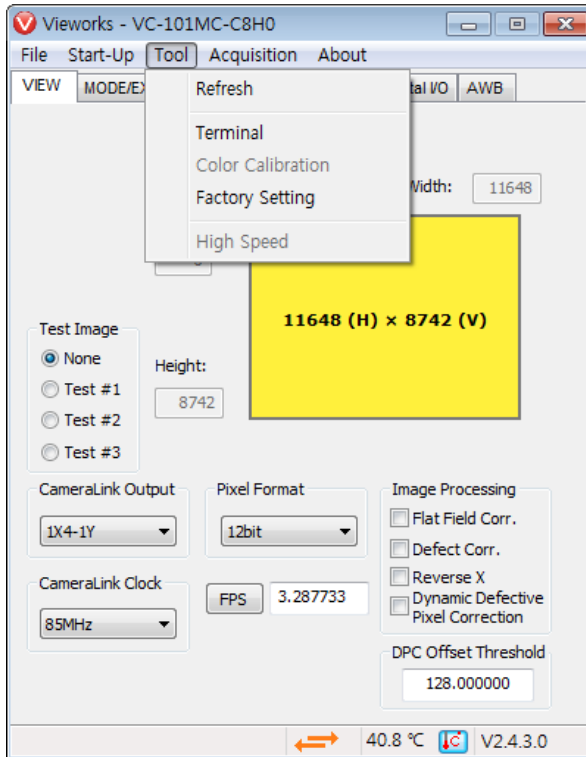 Vieworks - VC-101MC-C8H0
File Start-Up Tool Acquisition About
VIEW MODE/EX tal I/O AWB
Refresh
Terminal
Color Calibration
Factory Setting
High Speed
Width: 11648
11648 (H) × 8742 (V)
Test Image
None
Test #1
Test #2
Test #3
Height:
8742
CameraLink Output
1X4-1Y
Pixel Format
12bit
Image Processing
Flat Field Corr.
Defect Corr.
Reverse X
Dynamic Defective
Pixel Correction
CameraLink Clock
85MHz
FPS 3.287733
DPC Offset Threshold
128.000000
40.8 ℃ C V2.4.3.0